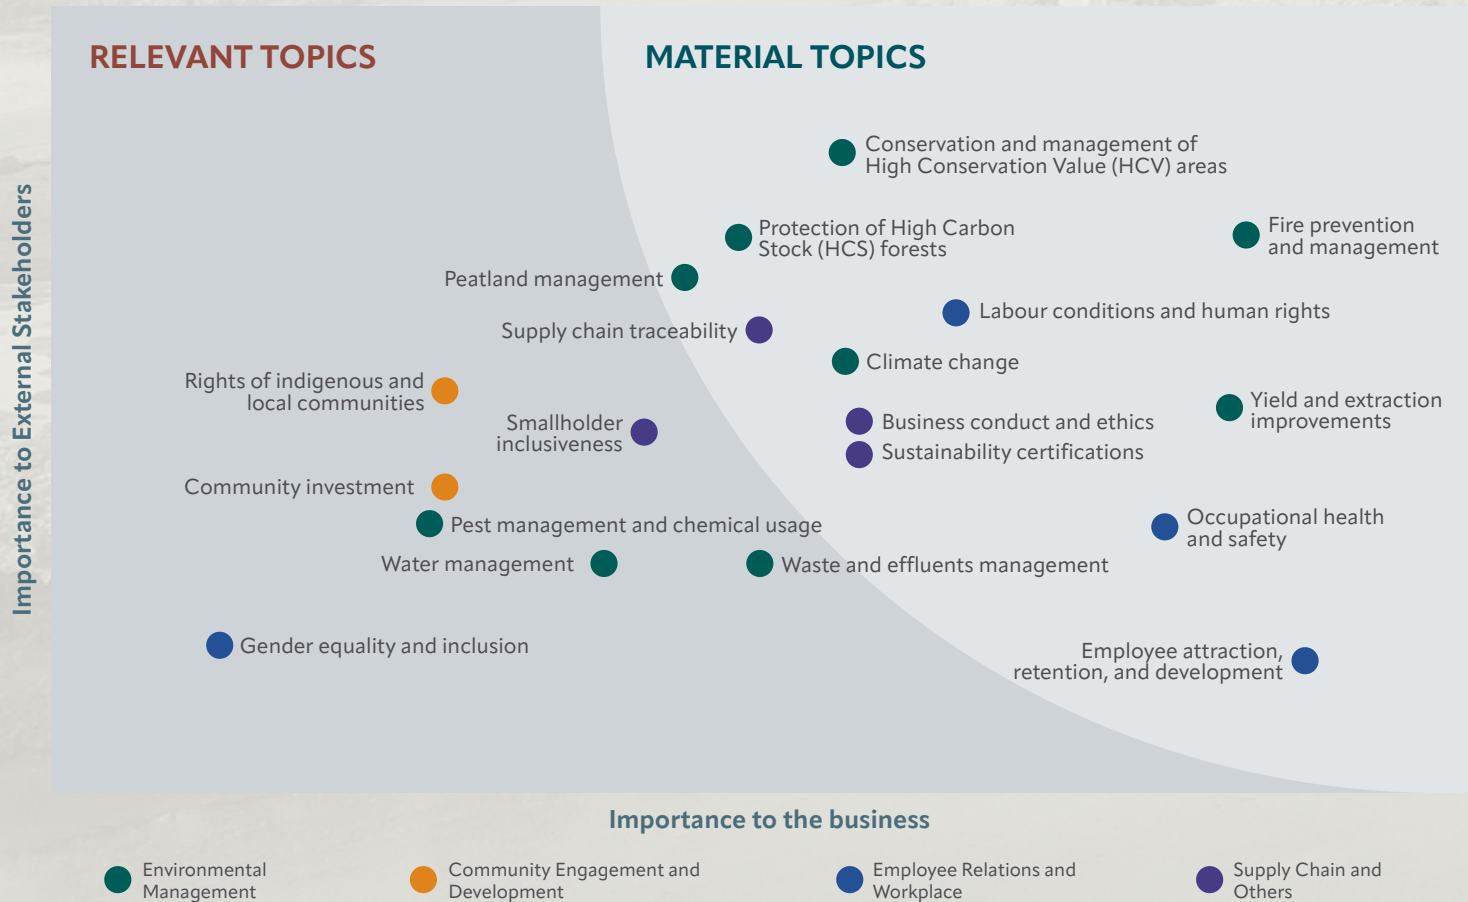 RELEVANT TOPICS
MATERIAL TOPICS
Importance to External Stakeholders
Conservation and management of
High Conservation Value (HCV) areas
Protection of High Carbon
Stock (HCS) forests
Fire prevention
and management
Peatland management
Labour conditions and human rights
Supply chain traceability
Climate change
Rights of indigenous and
local communities
Yield and extraction
improvements
Smallholder
inclusiveness
Business conduct and ethics
Sustainability certifications
Community investment
Pest management and chemical usage
Occupational health
and safety
Water management
Waste and effluents management
Gender equality and inclusion
Employee attraction,
retention, and development
Importance to the business
Environmental
Management
Community Engagement and
Development
Employee Relations and
Workplace
Supply Chain and
Others